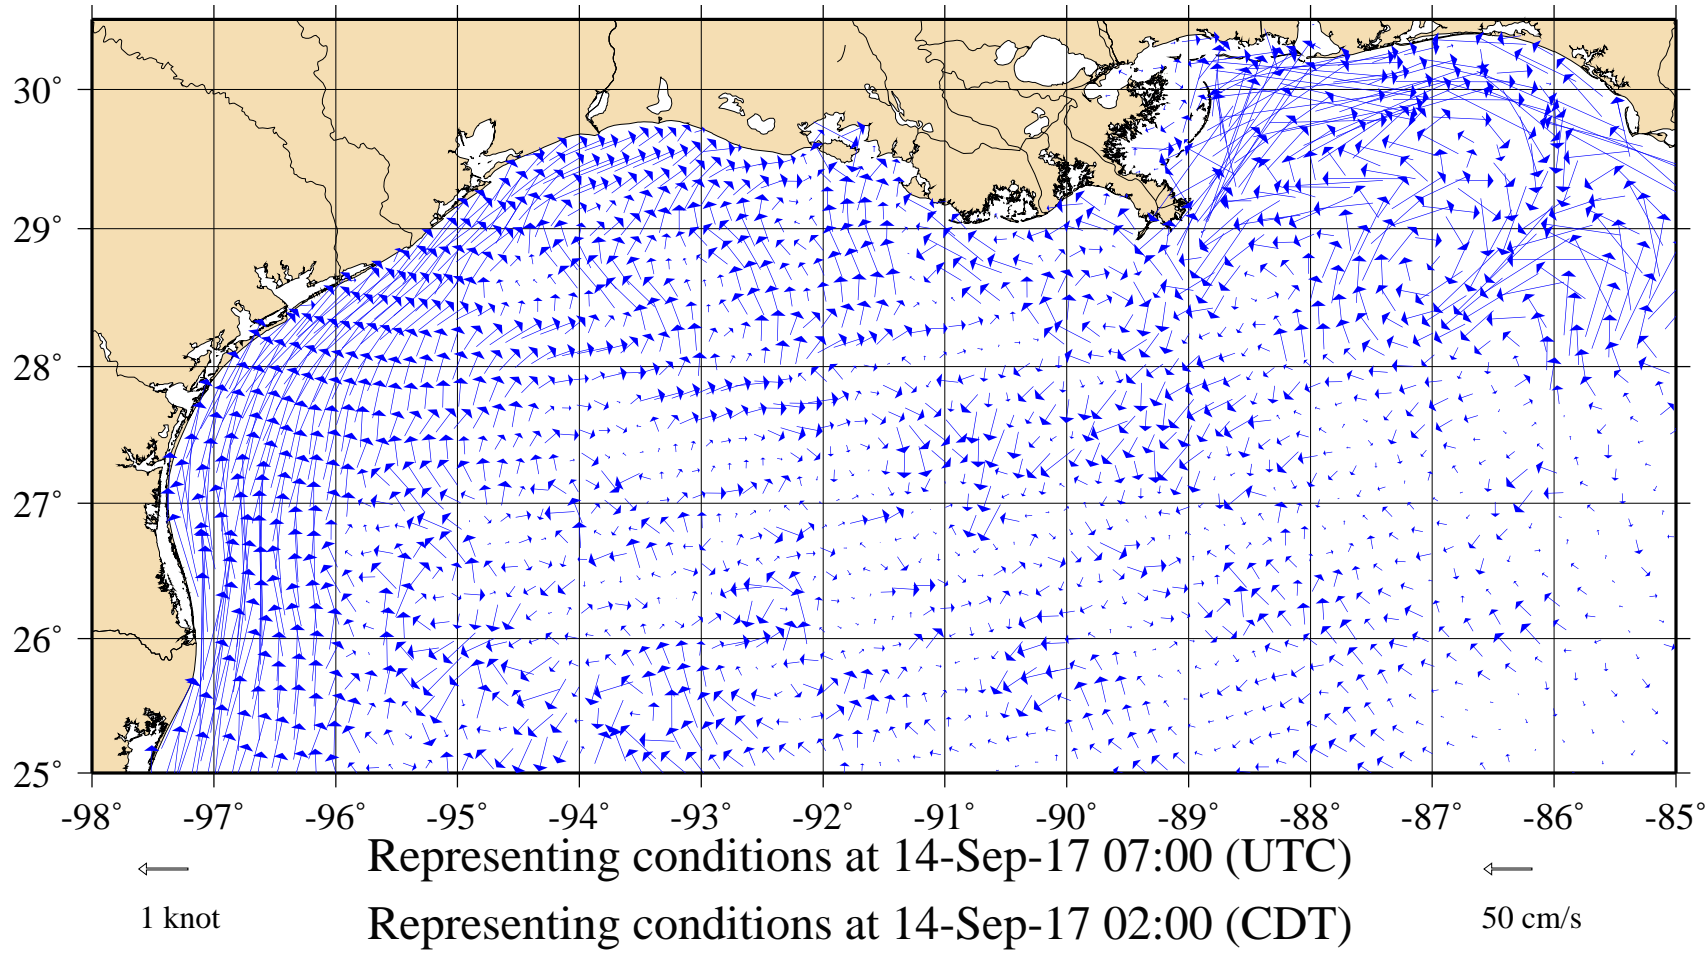 30°
29°
28°
27°
26°
25°
-98° -97° -96° -95° -94° -93° -92° -91° -90° -89° -88° -87° -86° -85°
Representing conditions at 14-Sep-17 07:00 (UTC)
1 knot
Representing conditions at 14-Sep-17 02:00 (CDT)
50 cm/s